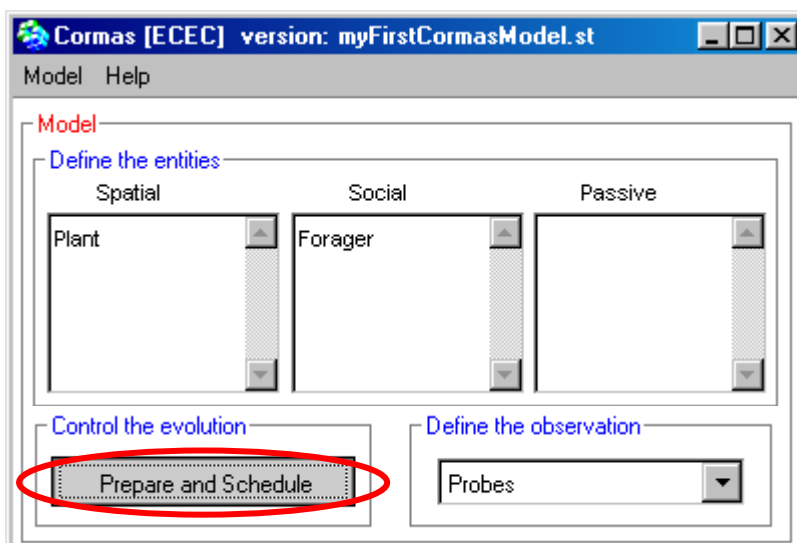 Cormas [ECEC] version: myFirstCormasModel.st
Model Help
Model
Define the entities
Spatial Social Passive
Plant Forager
Control the evolution Define the observation
Prepare and Schedule Probes